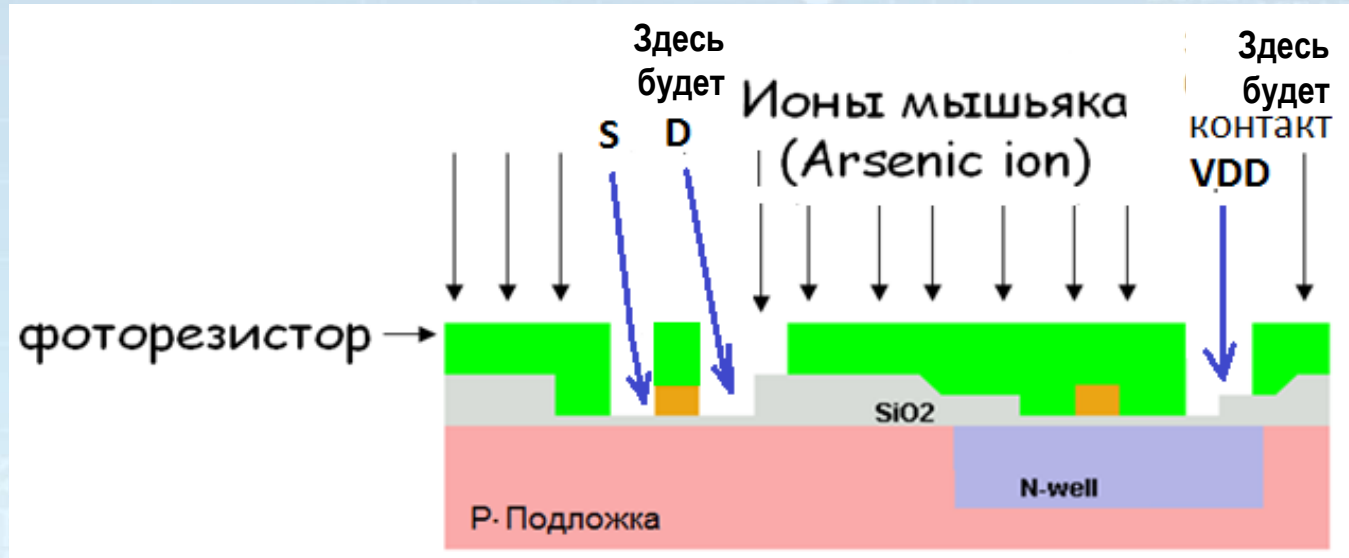 Здесь
будет
S D
Ионы мышьяка
(Arsenic ion)
Здесь
будет
контакт
VDD
фоторезистор
SiO2
N-well
P- Подложка